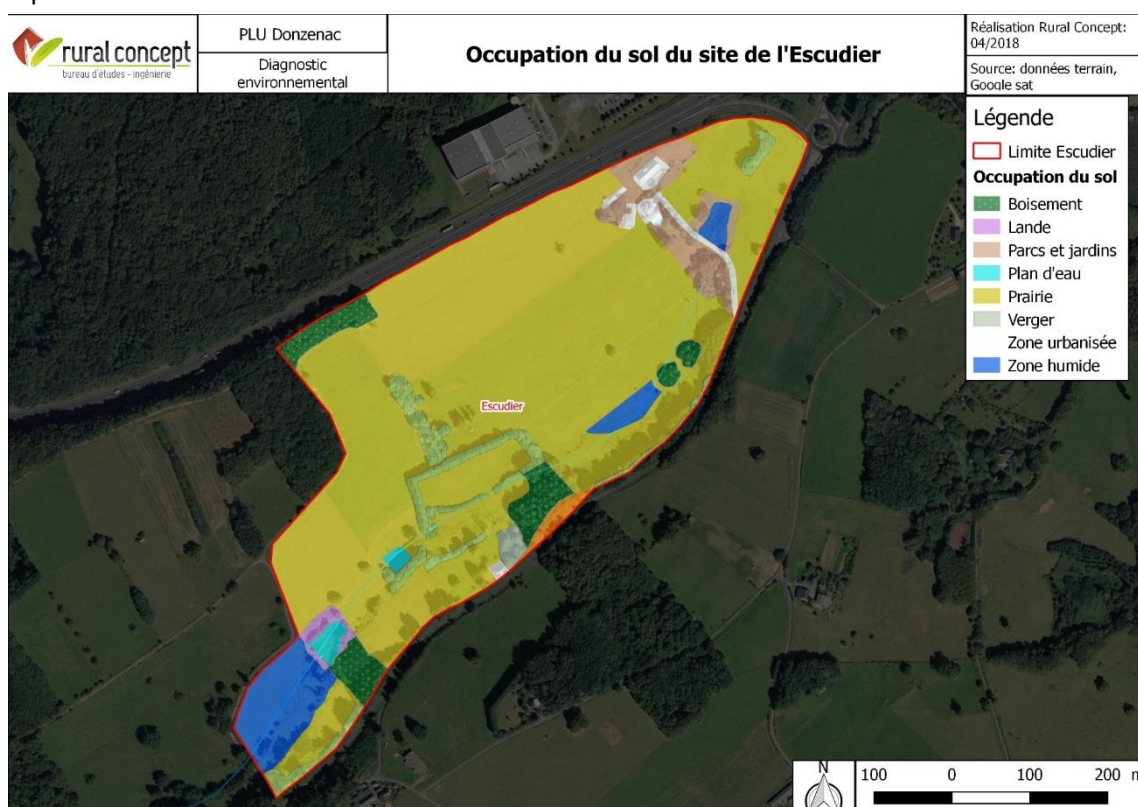 rural concept
bureau d'études - ingénierie
PLU Donzenac
Diagnostic
environnemental
Occupation du sol du site de l'Escudier
Réalisation Rural Concept:
04/2018
Source: données terrain,
Google sat
Légende
Limite Escudier
Occupation du sol
Boisement
Lande
Parcs et jardins
Plan d'eau
Prairie
Verger
Zone urbanisée
Zone humide
Escudier
N
100 0 100 200 m